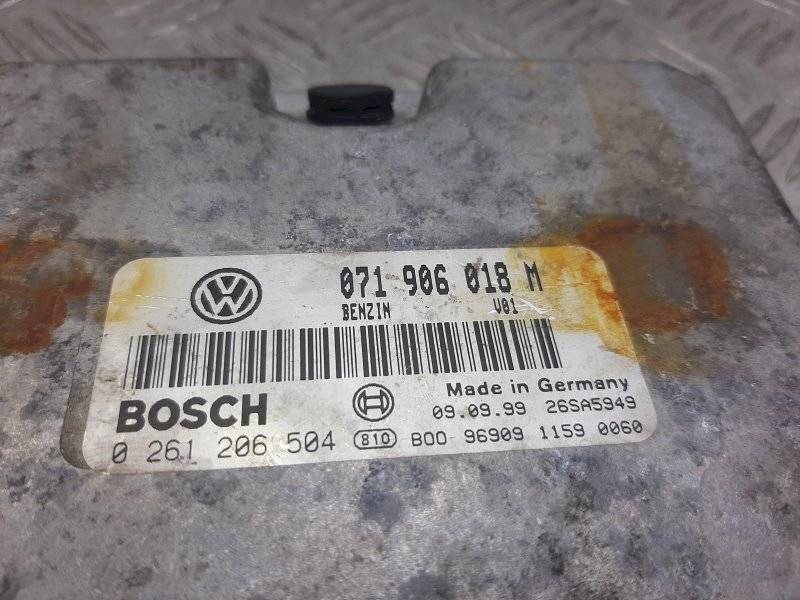 071 906 018 M
BENZIN V01
BOSCH
Made in Germany
09.09.99 26SA5949
0 261 206 504 810 B00 96909 1159 0060